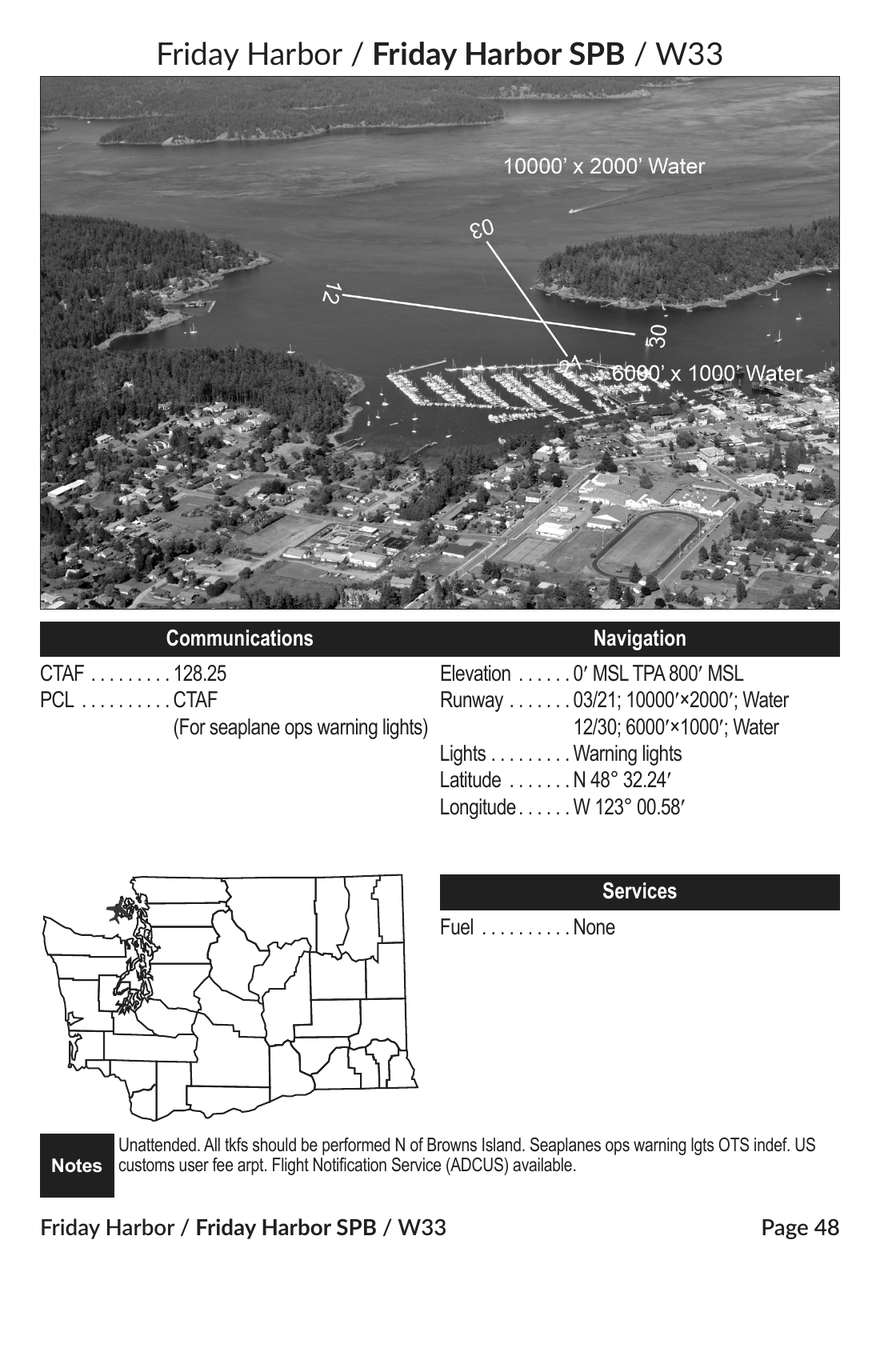 Friday Harbor / Friday Harbor SPB / W33
10000’ x 2000’ Water
03
12
30
21
6000’ x 1000’ Water
Communications
CTAF . . . . . . . . . 128.25
PCL . . . . . . . . . . CTAF
(For seaplane ops warning lights)
Navigation
Elevation . . . . . . 0′ MSL TPA 800′ MSL
Runway . . . . . . . 03/21; 10000′×2000′; Water
12/30; 6000′×1000′; Water
Lights . . . . . . . . . Warning lights
Latitude . . . . . . . N 48° 32.24′
Longitude . . . . . . W 123° 00.58′
Services
Fuel . . . . . . . . . . None
Notes
Unattended. All tkfs should be performed N of Browns Island. Seaplanes ops warning lgts OTS indef. US
customs user fee arpt. Flight Notification Service (ADCUS) available.
Friday Harbor / Friday Harbor SPB / W33
Page 48